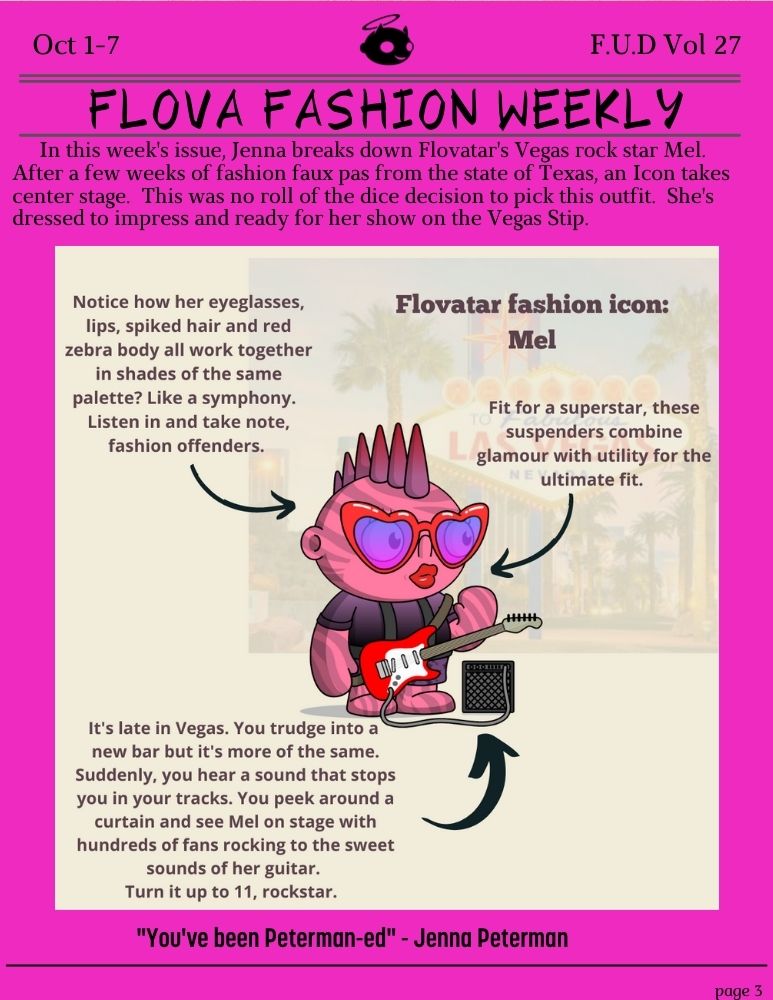 Oct 1-7
F.U.D Vol 27
FLOVA FASHION WEEKLY
In this week's issue, Jenna breaks down Flovatar's Vegas rock star Mel.
After a few weeks of fashion faux pas from the state of Texas, an Icon takes
center stage. This was no roll of the dice decision to pick this outfit. She's
dressed to impress and ready for her show on the Vegas Stip.
Notice how her eyeglasses,
lips, spiked hair and red
zebra body all work together
in shades of the same
palette? Like a symphony.
Listen in and take note,
fashion offenders.
Flovatar fashion icon:
Mel
TO Fabulous
LAS VEGAS
NEVADA
Fit for a superstar, these
suspenders combine
glamour with utility for the
ultimate fit.
It's late in Vegas. You trudge into a
new bar but it's more of the same.
Suddenly, you hear a sound that stops
you in your tracks. You peek around a
curtain and see Mel on stage with
hundreds of fans rocking to the sweet
sounds of her guitar.
Turn it up to 11, rockstar.
"You've been Peterman-ed" - Jenna Peterman
page 3